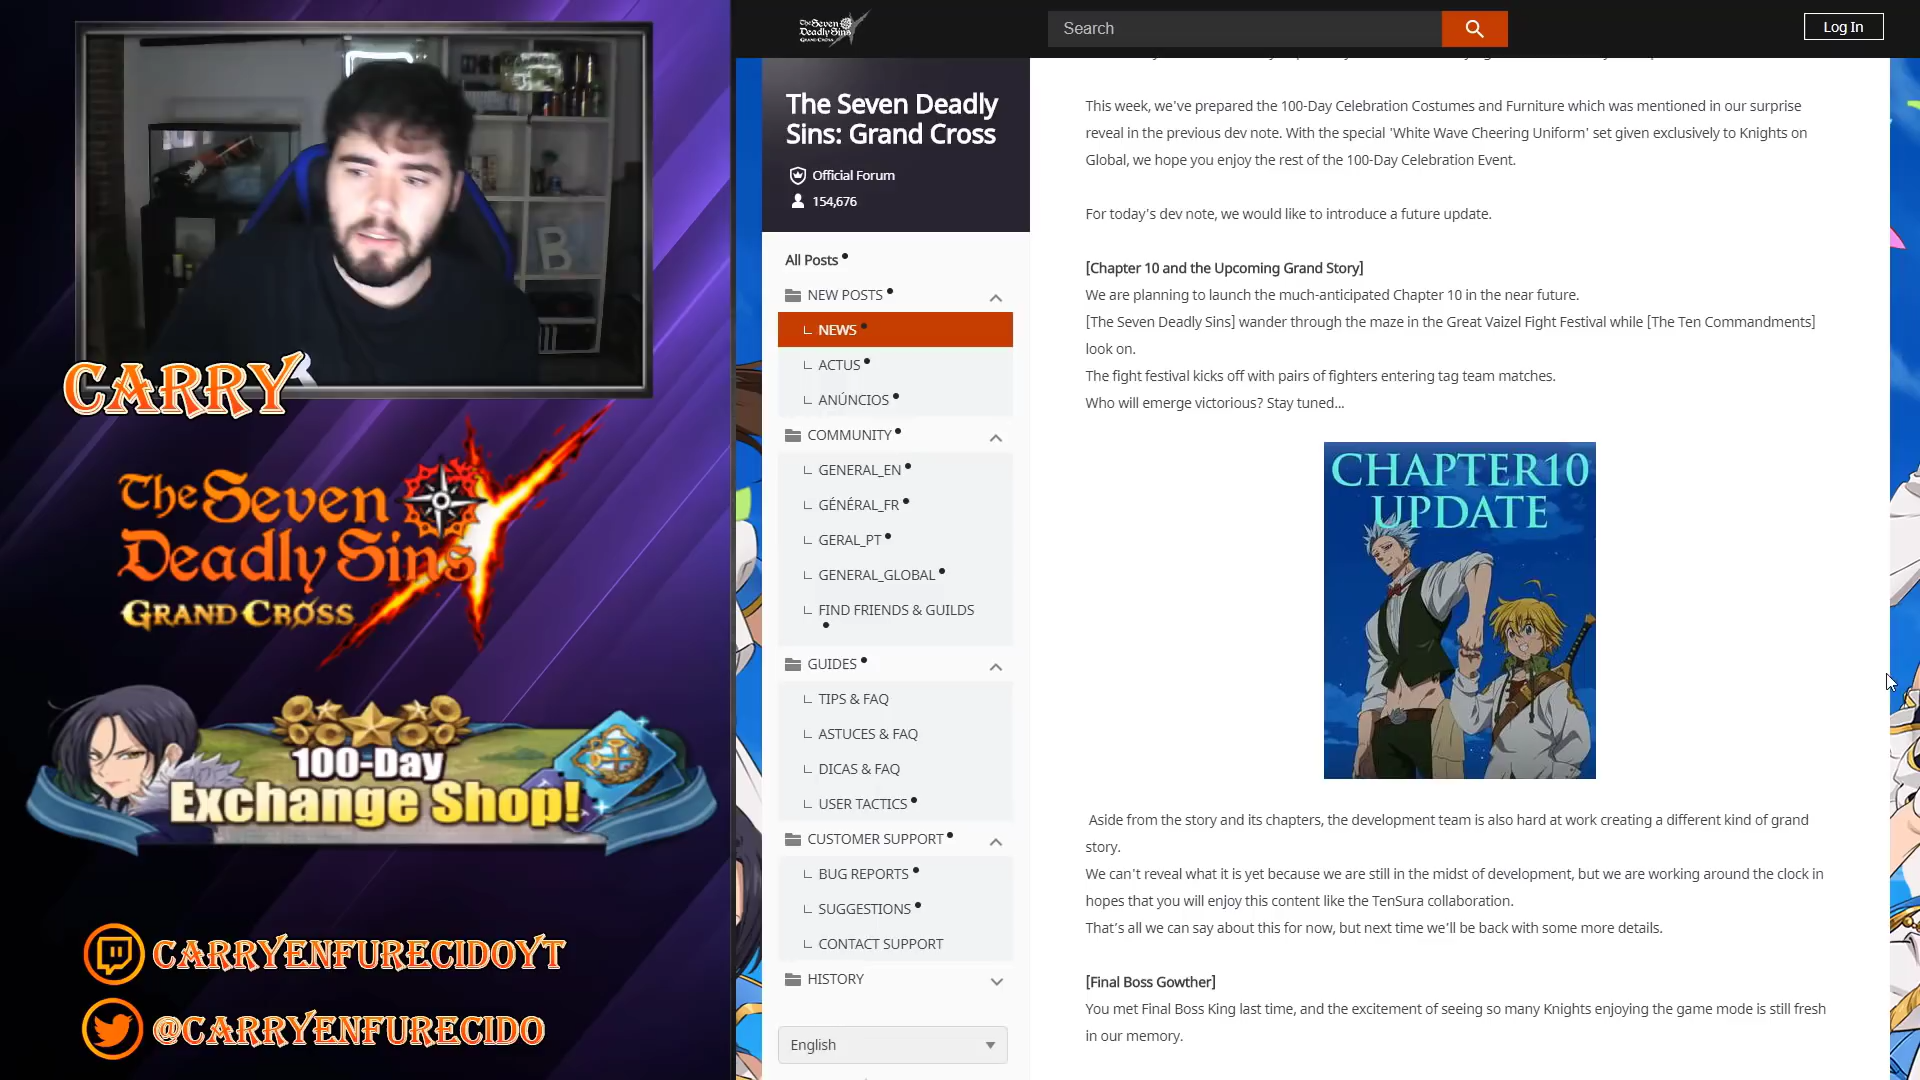 CARRY
The Seven
Deadly Sins
GRAND CROSS
100-Day
Exchange Shop!
CARRYENFURECIDOYT
@CARRYENFURECIDO
B
The Seven
Deadly Sins
GRAND CROSS
Search
Log In
The Seven Deadly
Sins: Grand Cross
Official Forum
154,676
All Posts
NEW POSTS
NEWS
ACTUS
ANÚNCIOS
COMMUNITY
GENERAL_EN
GÉNÉRAL_FR
GERAL_PT
GENERAL_GLOBAL
FIND FRIENDS & GUILDS
GUIDES
TIPS & FAQ
ASTUCES & FAQ
DICAS & FAQ
USER TACTICS
CUSTOMER SUPPORT
BUG REPORTS
SUGGESTIONS
CONTACT SUPPORT
HISTORY
English
This week, we've prepared the 100-Day Celebration Costumes and Furniture which was mentioned in our surprise
reveal in the previous dev note. With the special 'White Wave Cheering Uniform' set given exclusively to Knights on
Global, we hope you enjoy the rest of the 100-Day Celebration Event.
For today's dev note, we would like to introduce a future update.
[Chapter 10 and the Upcoming Grand Story]
We are planning to launch the much-anticipated Chapter 10 in the near future.
[The Seven Deadly Sins] wander through the maze in the Great Vaizel Fight Festival while [The Ten Commandments]
look on.
The fight festival kicks off with pairs of fighters entering tag team matches.
Who will emerge victorious? Stay tuned...
CHAPTER10
UPDATE
Aside from the story and its chapters, the development team is also hard at work creating a different kind of grand
story.
We can't reveal what it is yet because we are still in the midst of development, but we are working around the clock in
hopes that you will enjoy this content like the TenSura collaboration.
That's all we can say about this for now, but next time we'll be back with some more details.
[Final Boss Gowther]
You met Final Boss King last time, and the excitement of seeing so many Knights enjoying the game mode is still fresh
in our memory.